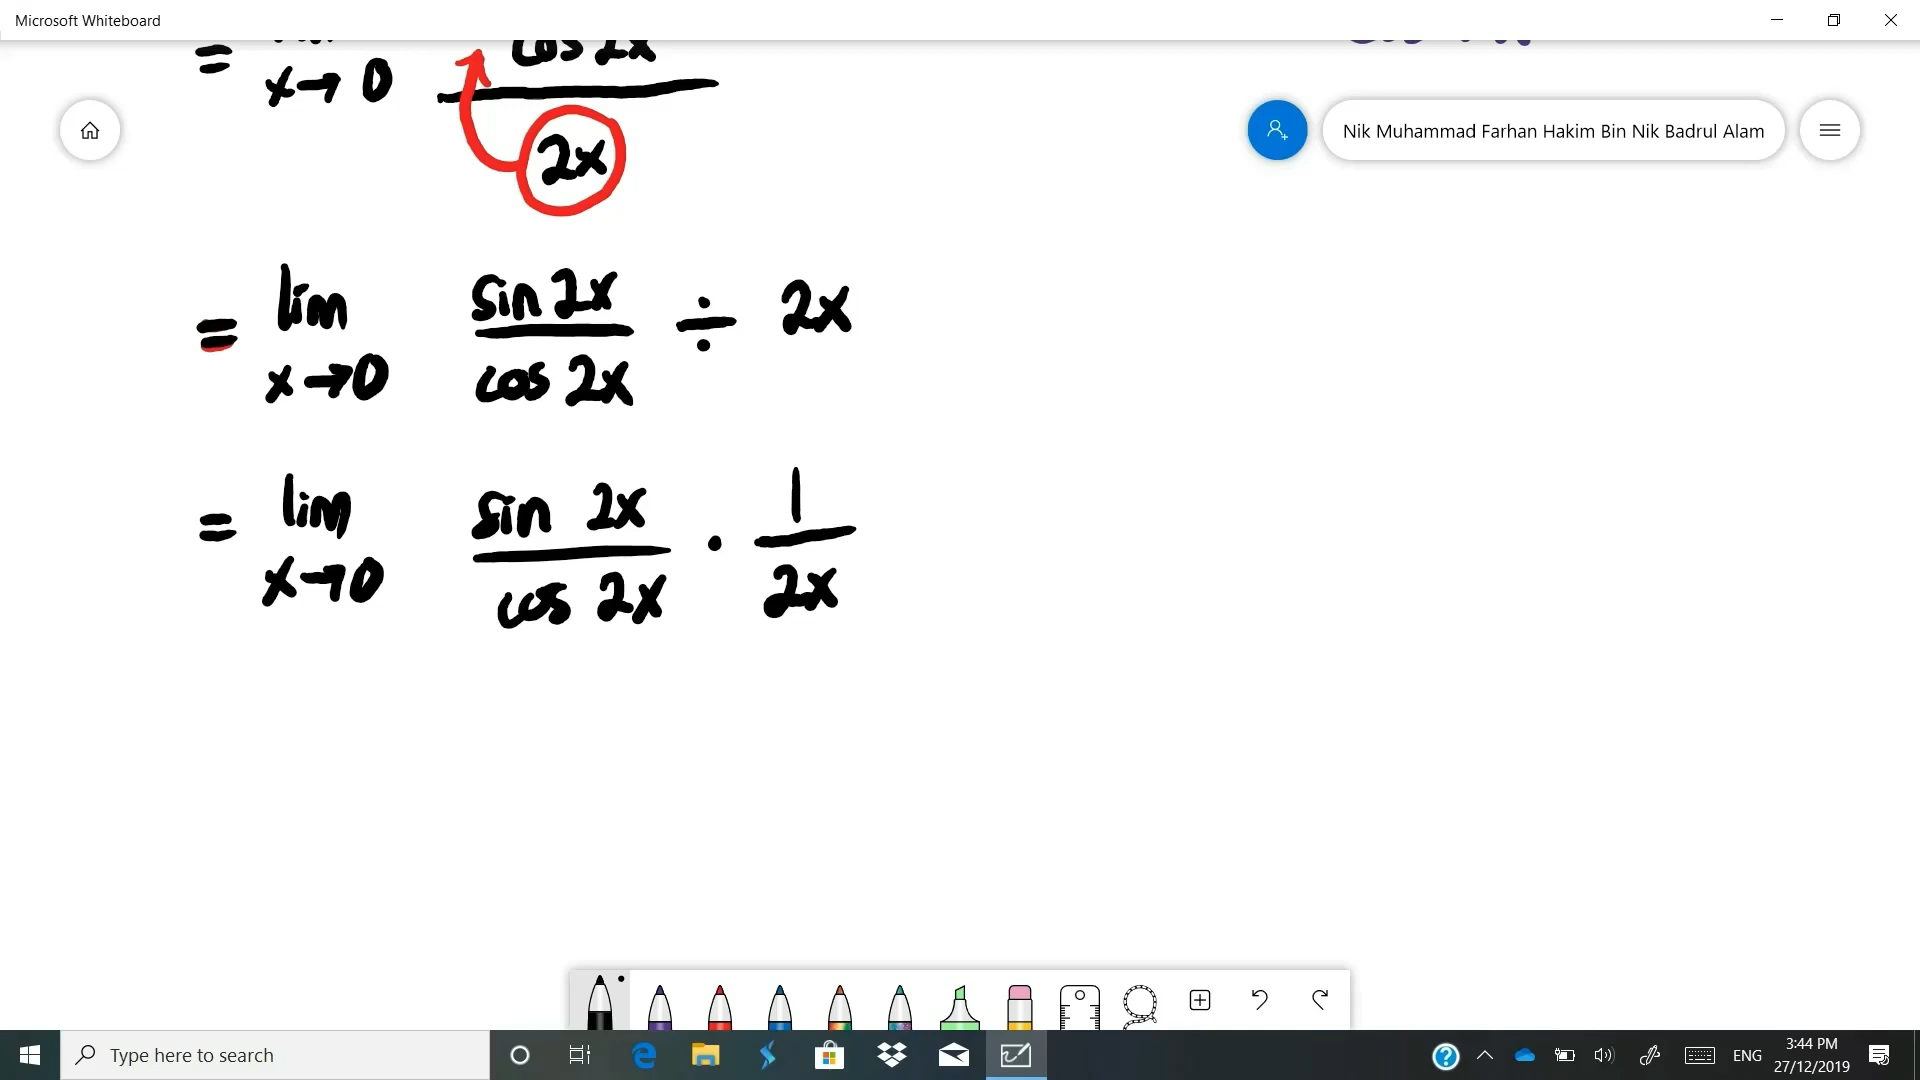 Microsoft Whiteboard
cos 2x
= x→0
2x
Nik Muhammad Farhan Hakim Bin Nik Badrul Alam
= lim sin 2x ÷ 2x
x→0 cos 2x
= lim sin 2x · 1
x→0 cos 2x 2x
Type here to search
ENG
3:44 PM
27/12/2019